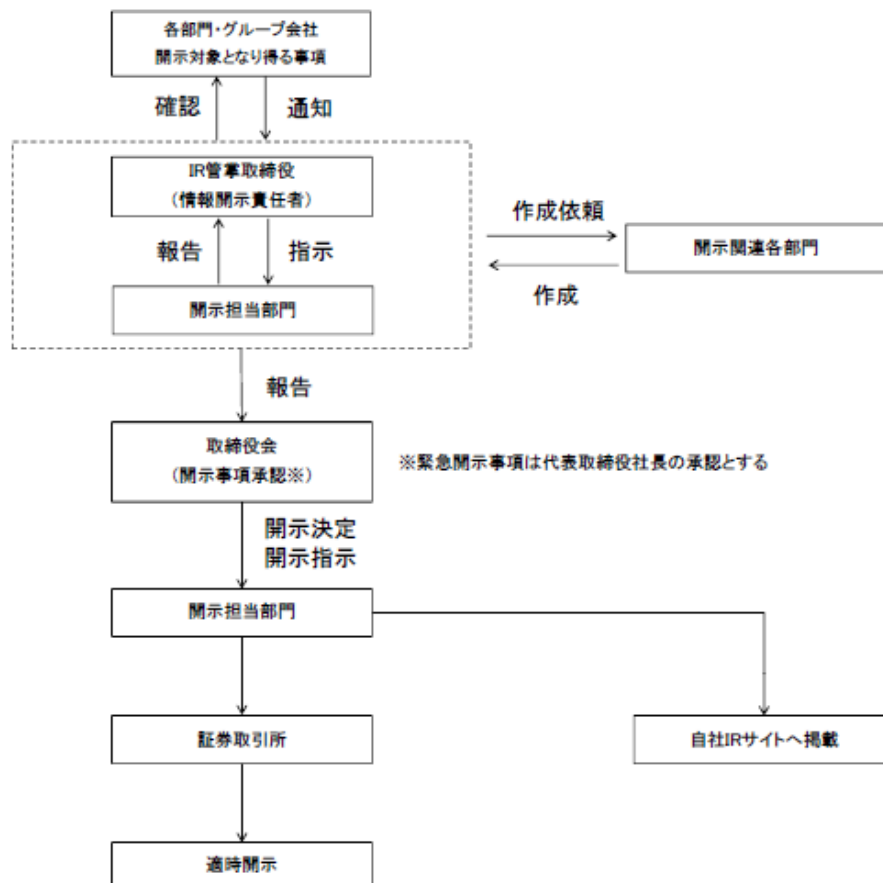 各部門・グループ会社
開示対象となり得る事項
確認
通知
IR管掌取締役
（情報開示責任者）
報告
指示
開示担当部門
作成依頼
開示関連各部門
作成
報告
取締役会
（開示事項承認※）
※緊急開示事項は代表取締役社長の承認とする
開示決定
開示指示
開示担当部門
証券取引所
自社IRサイトへ掲載
適時開示